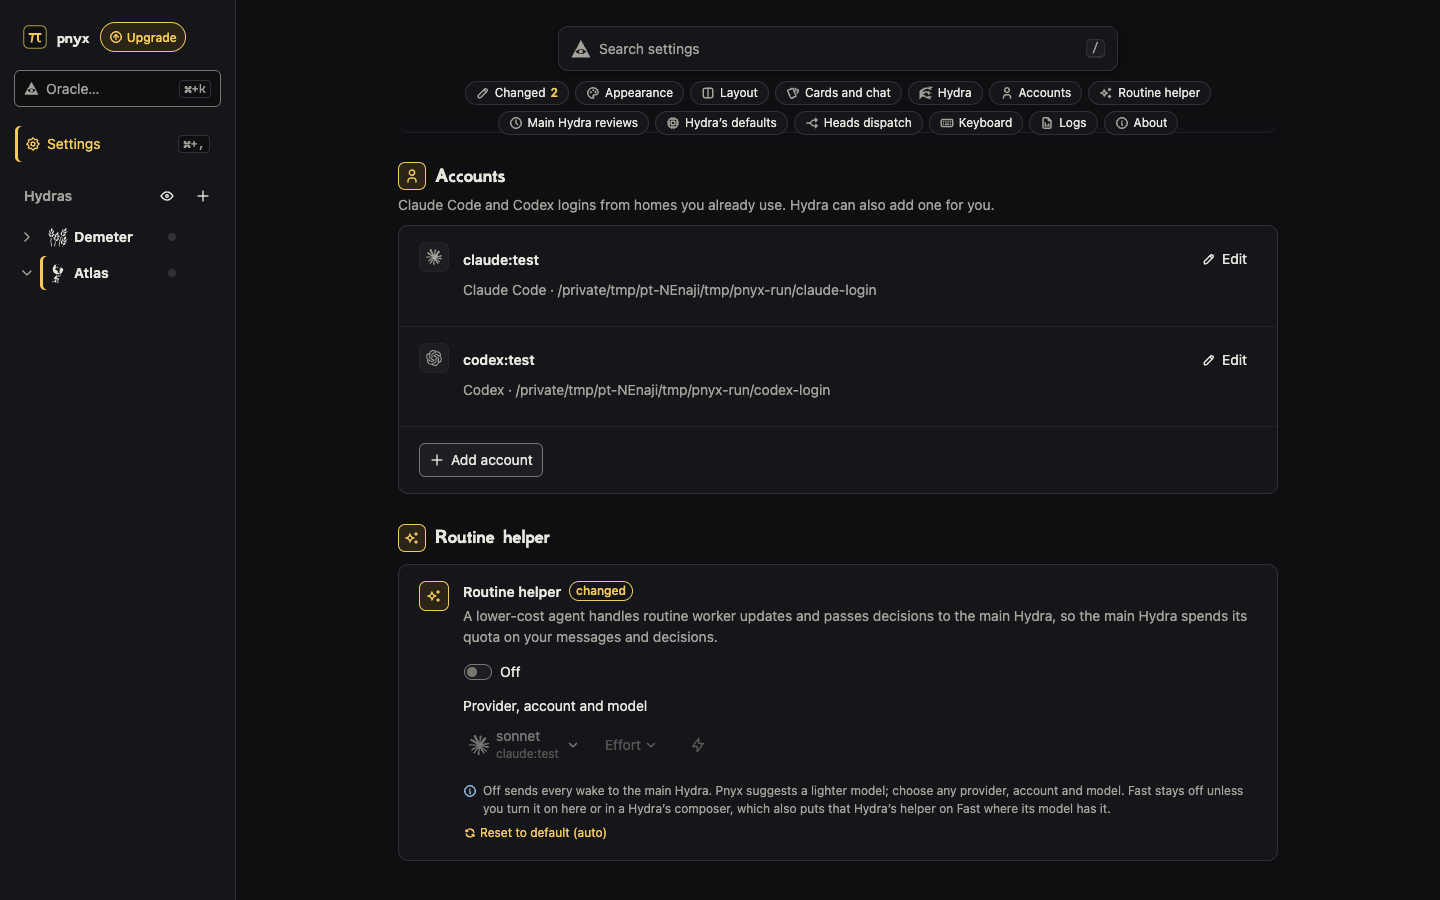 pnyx
Upgrade
Oracle...
⌘+k
Settings
⌘+,
Hydras
Demeter
Atlas
Search settings
/
Changed 2
Appearance
Layout
Cards and chat
Hydra
Accounts
Routine helper
Main Hydra reviews
Hydra's defaults
Heads dispatch
Keyboard
Logs
About
Accounts
Claude Code and Codex logins from homes you already use. Hydra can also add one for you.
claude:test
Edit
Claude Code · /private/tmp/pt-NEnaji/tmp/pnyx-run/claude-login
codex:test
Edit
Codex · /private/tmp/pt-NEnaji/tmp/pnyx-run/codex-login
Add account
Routine helper
Routine helper changed
A lower-cost agent handles routine worker updates and passes decisions to the main Hydra, so the main Hydra spends its
quota on your messages and decisions.
Off
Provider, account and model
sonnet
claude:test
Effort
Off sends every wake to the main Hydra. Pnyx suggests a lighter model; choose any provider, account and model. Fast stays off unless
you turn it on here or in a Hydra's composer, which also puts that Hydra's helper on Fast where its model has it.
Reset to default (auto)